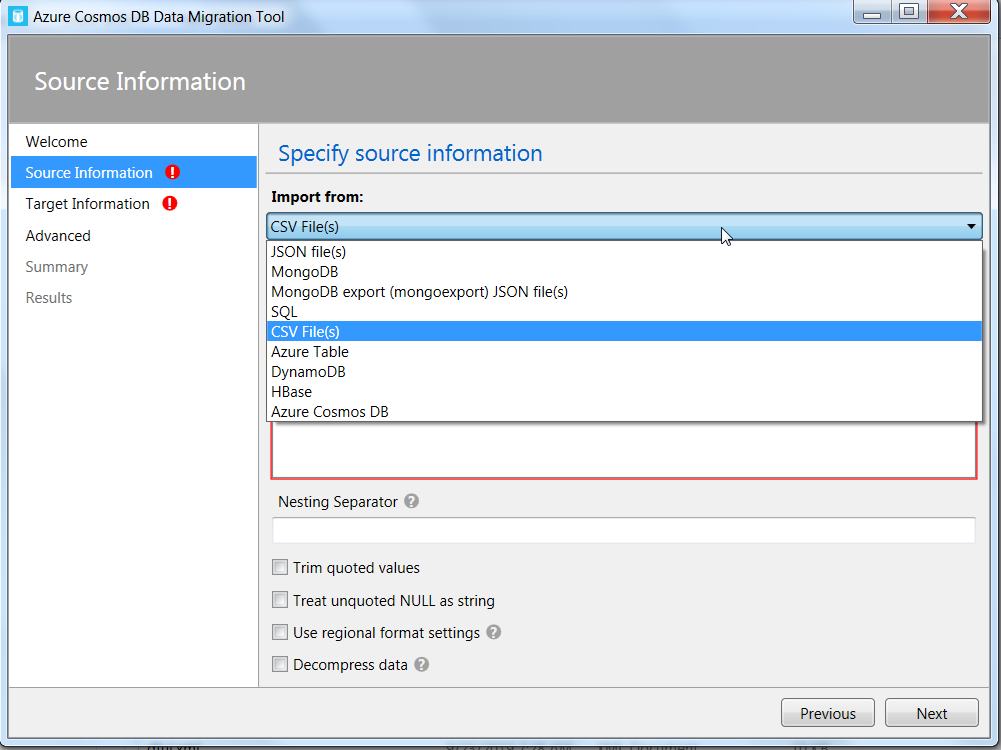 Azure Cosmos DB Data Migration Tool
Source Information
Welcome
Source Information
Target Information
Advanced
Summary
Results
Specify source information
Import from:
CSV File(s)
JSON file(s)
MongoDB
MongoDB export (mongoexport) JSON file(s)
SQL
CSV File(s)
Azure Table
DynamoDB
HBase
Azure Cosmos DB
Nesting Separator ?
Trim quoted values
Treat unquoted NULL as string
Use regional format settings ?
Decompress data ?
Previous Next